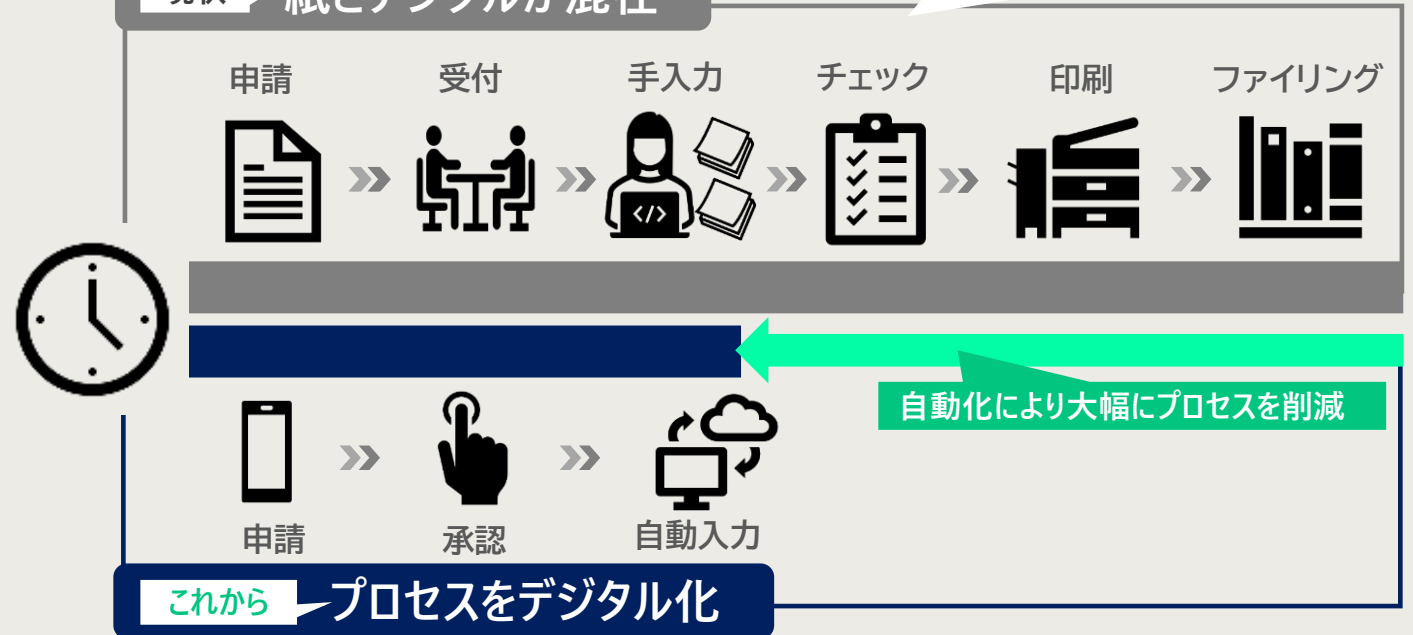 現状 紙とデジタルが混在
申請 受付 手入力 チェック 印刷 ファイリング
</>
自動化により大幅にプロセスを削減
申請 承認 自動入力
これから プロセスをデジタル化